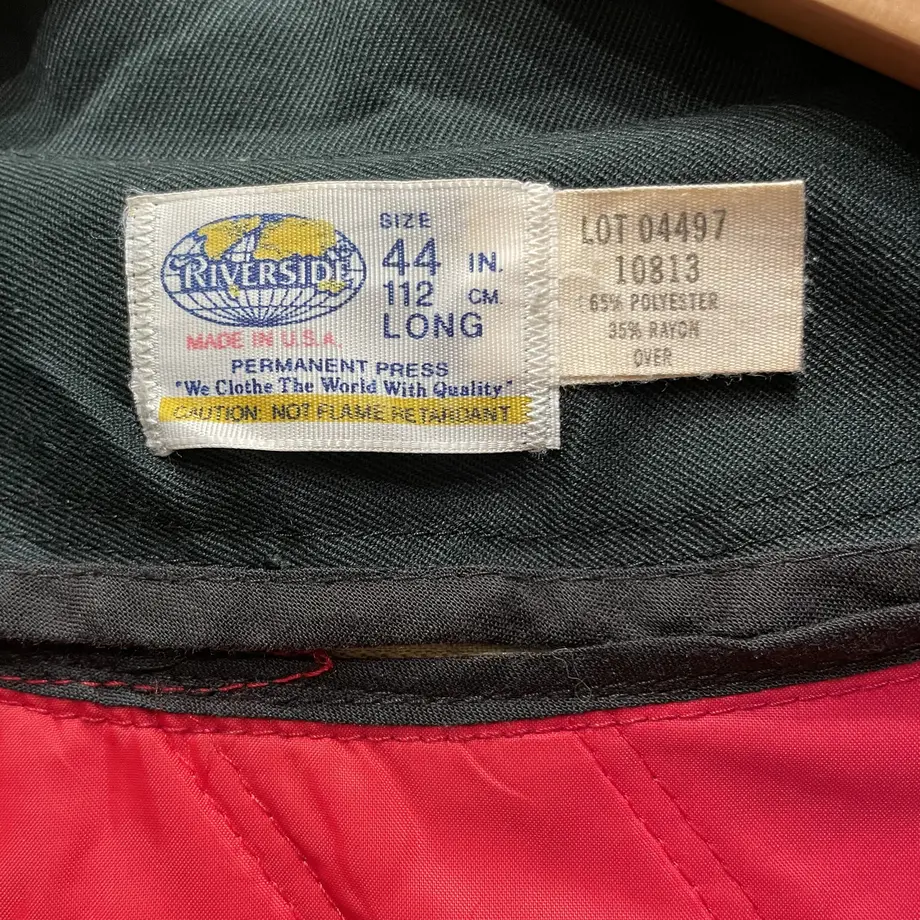 RIVERSIDE
MADE IN U.S.A.
SIZE
44 IN.
112 CM
LONG
PERMANENT PRESS
"We Clothe The World With Quality"
CAUTION: NOT FLAME RETARDANT
LOT 04497
10813
65% POLYESTER
35% RAYON
OVER